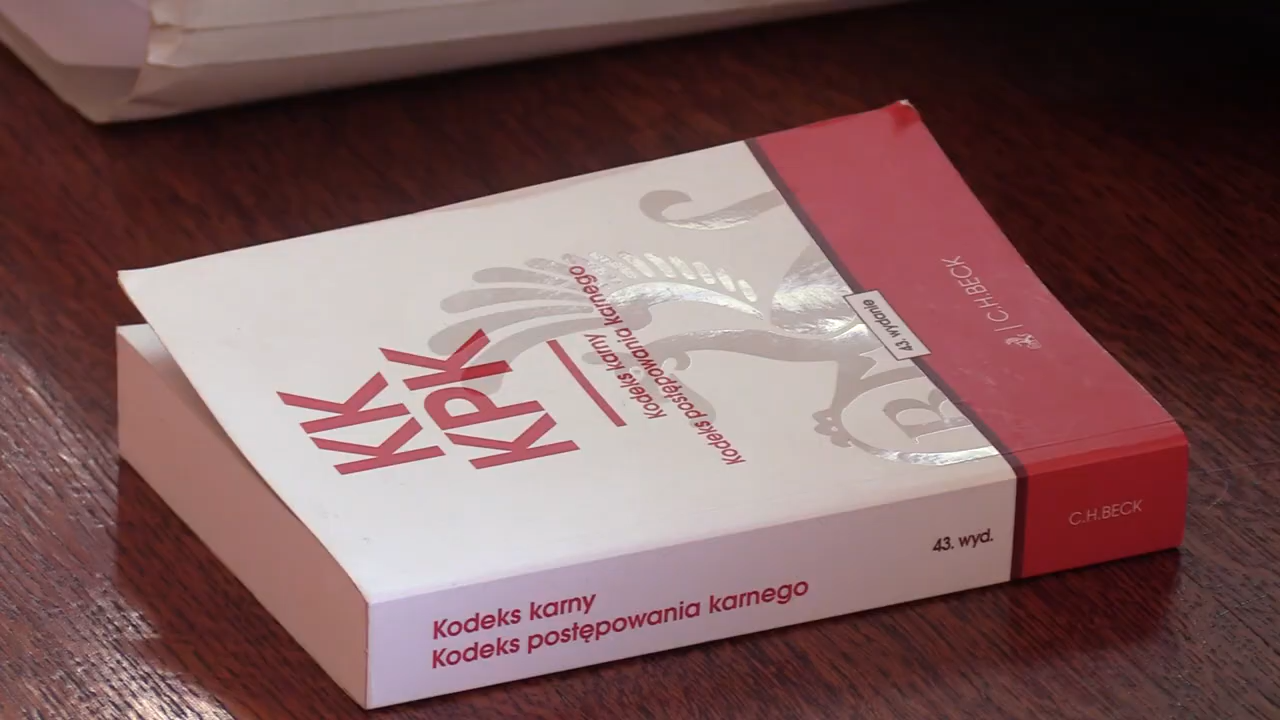 KK
KPK
Kodeks karny
Kodeks postępowania karnego
43. wydanie
C.H.BECK
Kodeks karny
Kodeks postępowania karnego
43. wyd.
C.H.BECK